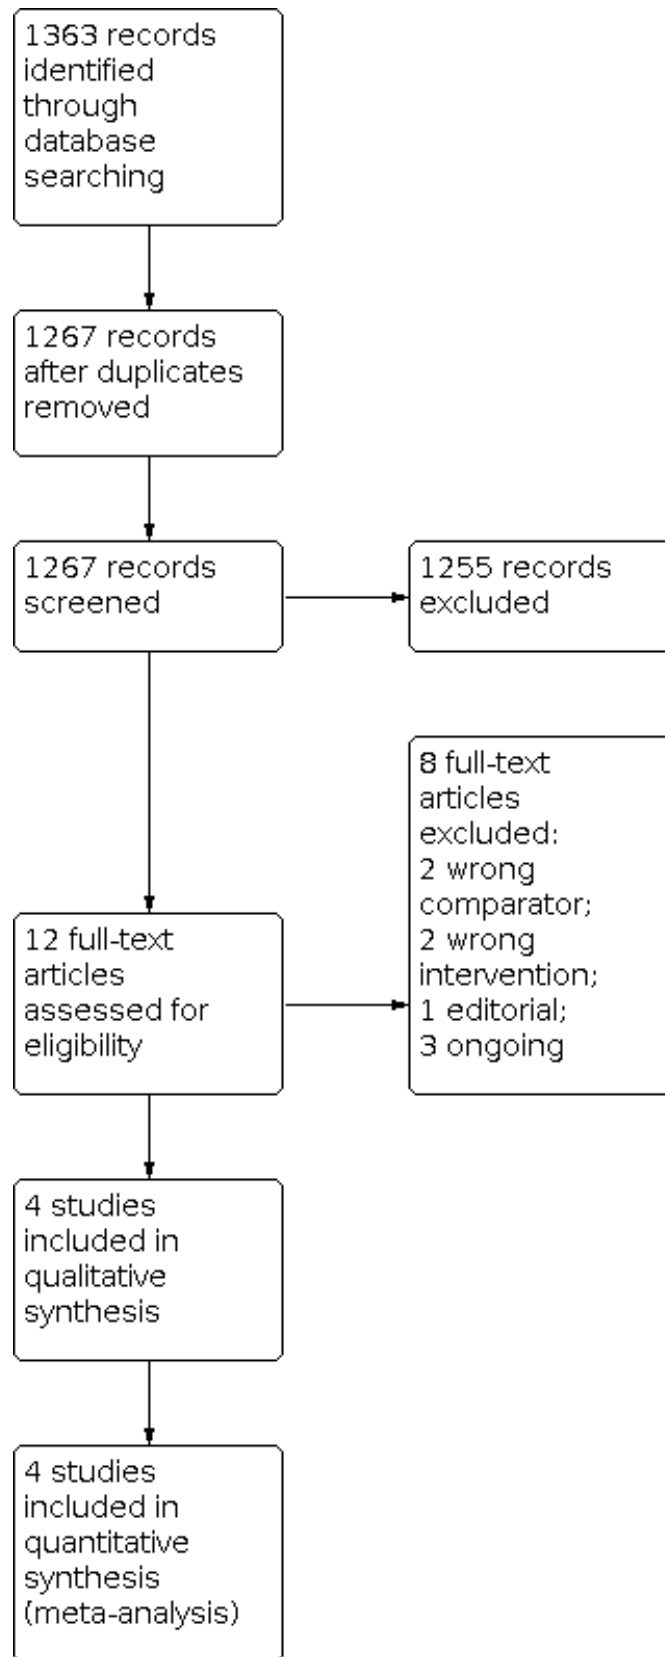 1363 records
identified
through
database
searching
1267 records
after duplicates
removed
1267 records
screened
1255 records
excluded
8 full-text
articles
excluded:
2 wrong
comparator;
2 wrong
intervention;
1 editorial;
3 ongoing
12 full-text
articles
assessed for
eligibility
4 studies
included in
qualitative
synthesis
4 studies
included in
quantitative
synthesis
(meta-analysis)